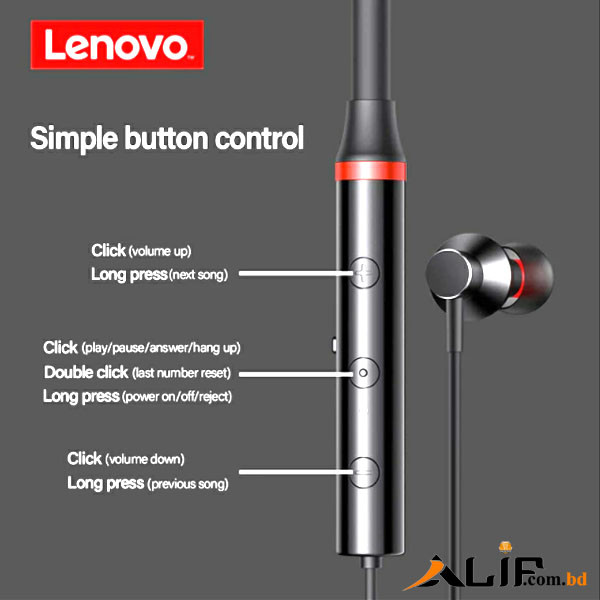 Lenovo
Simple button control
Click (volume up)
Long press (next song)
Click (play/pause/answer/hang up)
Double click (last number reset)
Long press (power on/off/reject)
Click (volume down)
Long press (previous song)
ALIF.com.bd